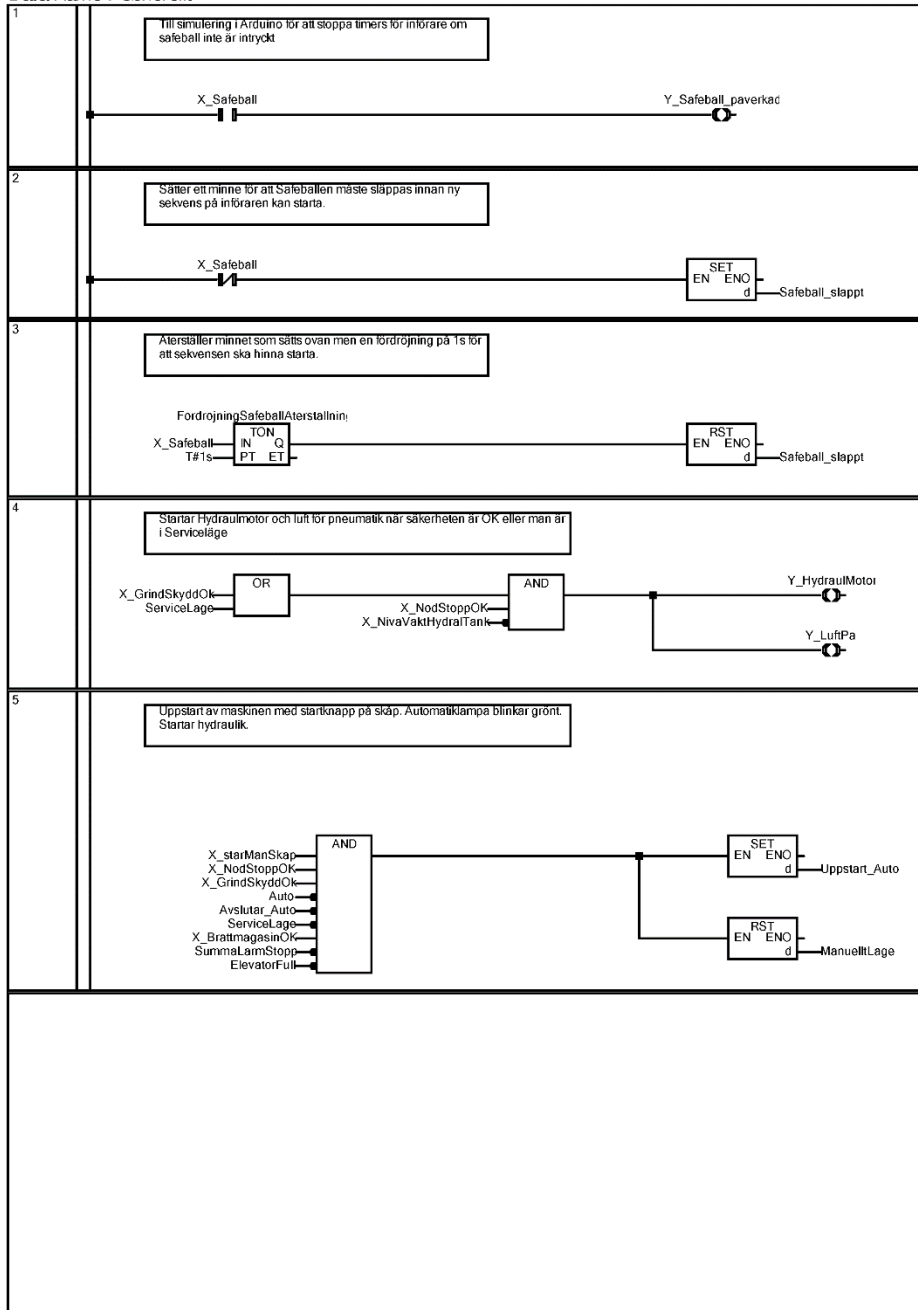 1
Till simulering i Arduino för att stoppa timers för införare om
safeball inte är intryckt
X_Safeball
Y_Safeball_paverkad
2
Sätter ett minne för att Safeballen måste släppas innan ny
sekvens på införaren kan starta.
X_Safeball
SET
EN ENO
d
Safeball_slappt
3
Återställer minnet som sätts ovan men en fördröjning på 1s för
att sekvensen ska hinna starta.
FordrojningSafeballAterstallning
TON
X_Safeball IN Q
T#1s PT ET
RST
EN ENO
d
Safeball_slappt
4
Startar Hydraulmotor och luft för pneumatik när säkerheten är OK eller man är
i Serviceläge
X_GrindSkyddOk
ServiceLage
OR
AND
X_NodStoppOK
X_NivaVaktHydralTank
Y_HydraulMotor
Y_LuftPa
5
Uppstart av maskinen med startknapp på skåp. Automatiklampa blinkar grönt.
Startar hydraulik.
AND
X_starManSkap
X_NodStoppOK
X_GrindSkyddOk
Auto
Avslutar_Auto
ServiceLage
X_BrattmagasinOK
SummaLarmStopp
ElevatorFull
SET
EN ENO
d
Uppstart_Auto
RST
EN ENO
d
ManuelltLage